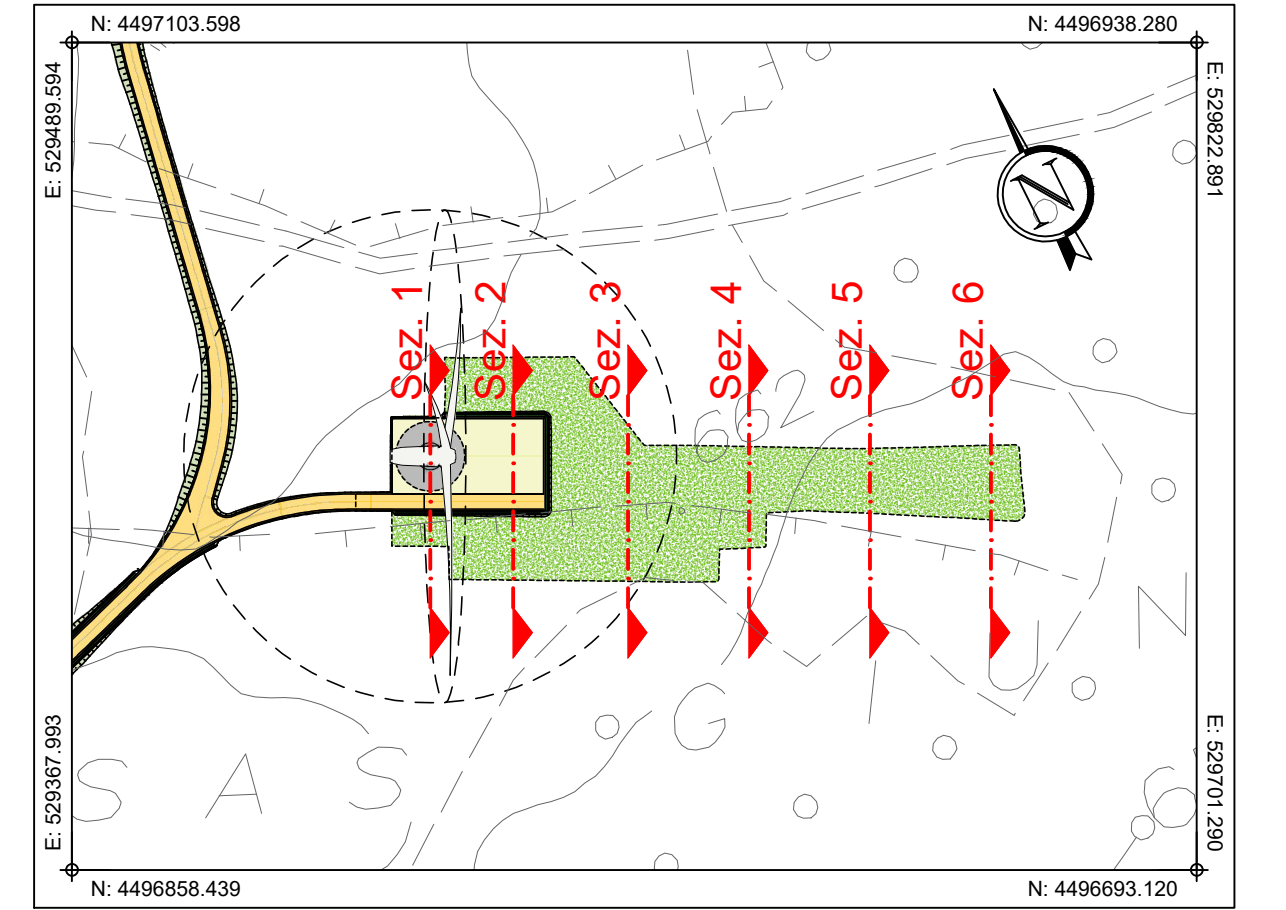 N: 4497103.598
N: 4496938.280
E: 529489.594
E: 529822.891
N
Sez. 1
Sez. 2
Sez. 3
Sez. 4
Sez. 5
Sez. 6
662
G I U N
S A S
E: 529367.993
E: 529701.290
N: 4496858.439
N: 4496693.120